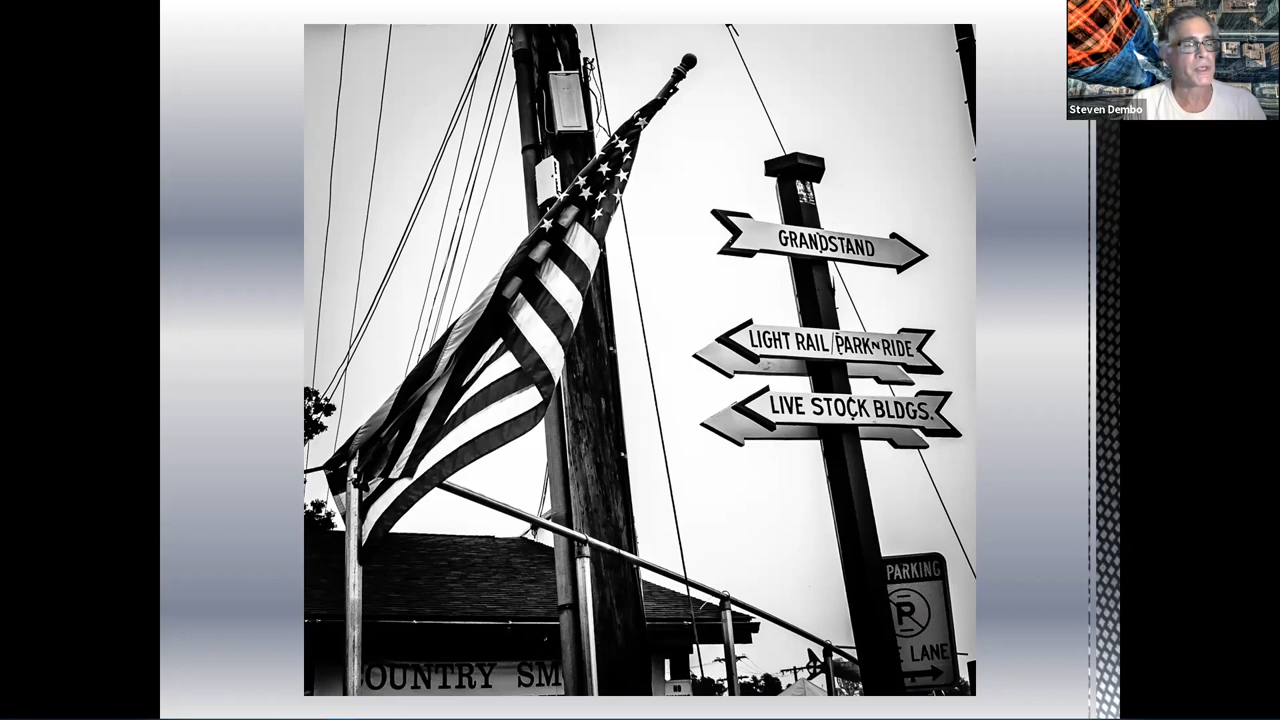 Steven Dembo
GRANDSTAND
LIGHT RAIL/PARK N RIDE
LIVE STOCK BLDGS.
PARKING
P
E LANE
OUNTRY SM